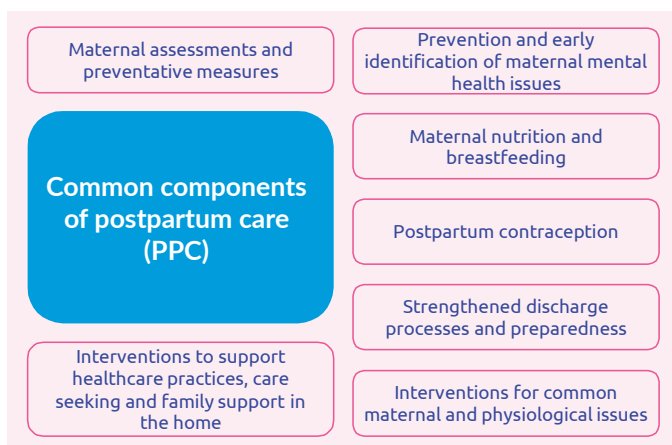 Maternal assessments and
preventative measures
Common components
of postpartum care
(PPC)
Interventions to support
healthcare practices, care
seeking and family support in
the home
Prevention and early
identification of maternal mental
health issues
Maternal nutrition and
breastfeeding
Postpartum contraception
Strengthened discharge
processes and preparedness
Interventions for common
maternal and physiological issues